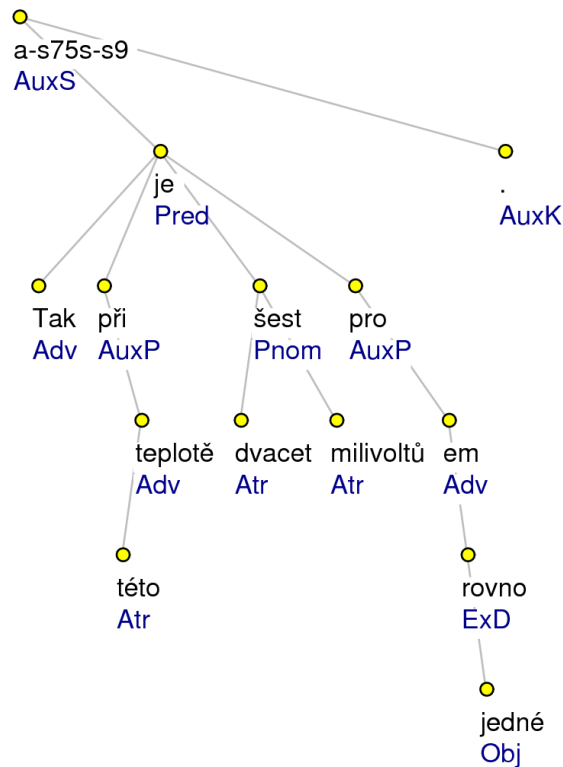 a-s75s-s9
AuxS
je
Pred
.
AuxK
Tak
Adv
při
AuxP
šest
Pnom
pro
AuxP
teplotě
Adv
dvacet
Atr
milivoltů
Atr
em
Adv
této
Atr
rovno
ExD
jedné
Obj